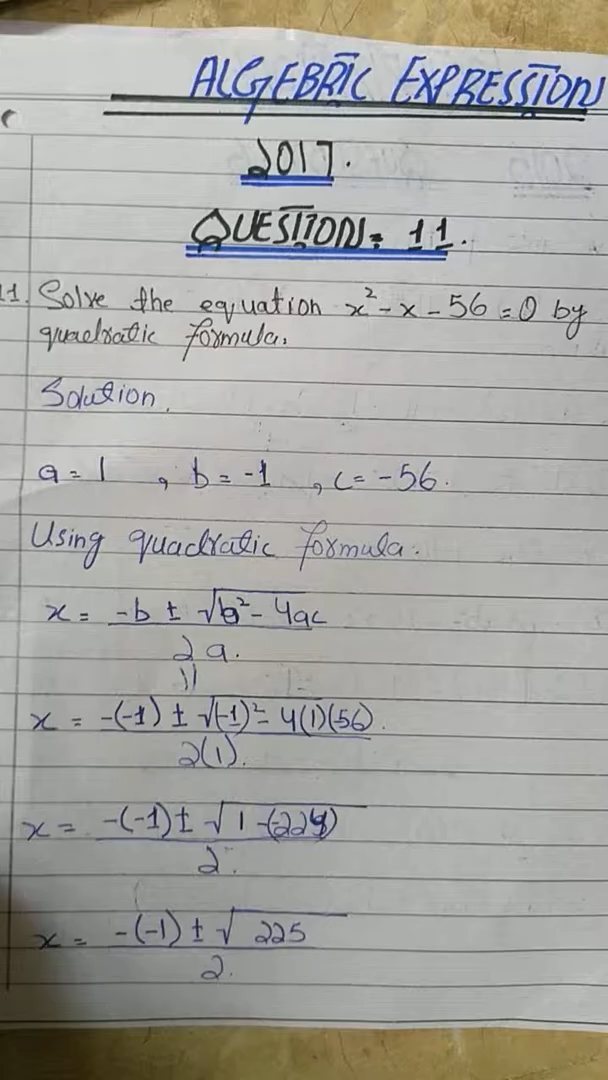 ALGEBRIC EXPRESSION
2017.
QUESTION = 11.
11. Solve the equation x² - x - 56 = 0 by
quadratic formula.
Solution.
a = 1 , b = -1 , c = -56.
Using quadratic formula.
x = -b ± √b² - 4ac
2a.
x = -(-1) ± √(-1)² - 4(1)(-56).
2(1).
x = -(-1) ± √1 -(-224)
2.
x = -(-1) ± √225
2.